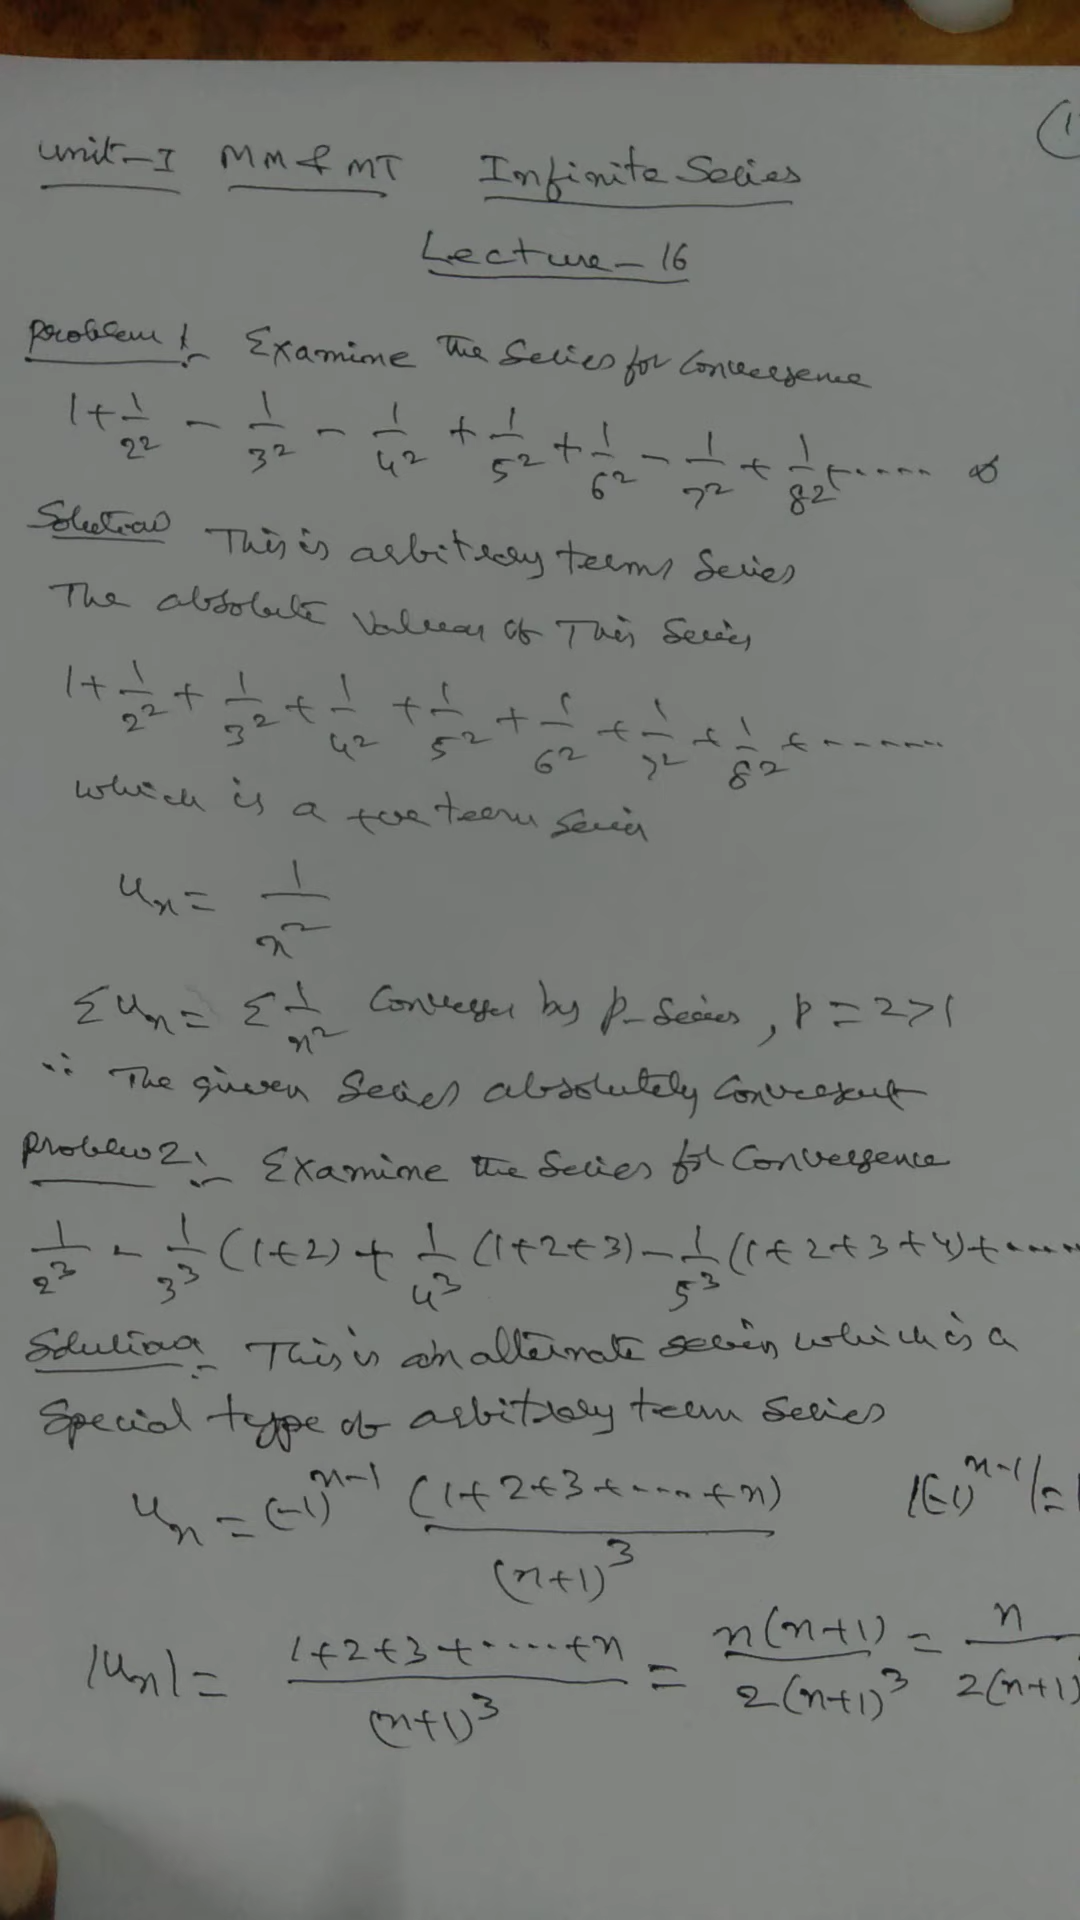 (1
Unit-I MM & MT Infinite Series
Lecture-16
Problem 1:- Examine the Series for Convergence
1 + 1/2² - 1/3² - 1/4² + 1/5² + 1/6² - 1/7² + 1/8² + ..... ∞
Solution This is arbitrary terms Series
The absolute Values of This Series
1 + 1/2² + 1/3² + 1/4² + 1/5² + 1/6² + 1/7² + 1/8² + ......
which is a +ve term Series
uₙ = 1/n²
Σuₙ = Σ 1/n² Converges by p-Series, p = 2 > 1
∴ The given Series absolutely Convergent
Problem 2:- Examine the Series for Convergence
1/2³ - 1/3³ (1+2) + 1/4³ (1+2+3) - 1/5³ (1+2+3+4) + .....
Solution:- This is an alternate series which is a
Special type of arbitrary term Series
uₙ = (-1)ⁿ⁻¹ (1+2+3+....+n)/(n+1)³ |(-1)ⁿ⁻¹| = 1
|uₙ| = (1+2+3+.....+n)/(n+1)³ = n(n+1)/2(n+1)³ = n/2(n+1)